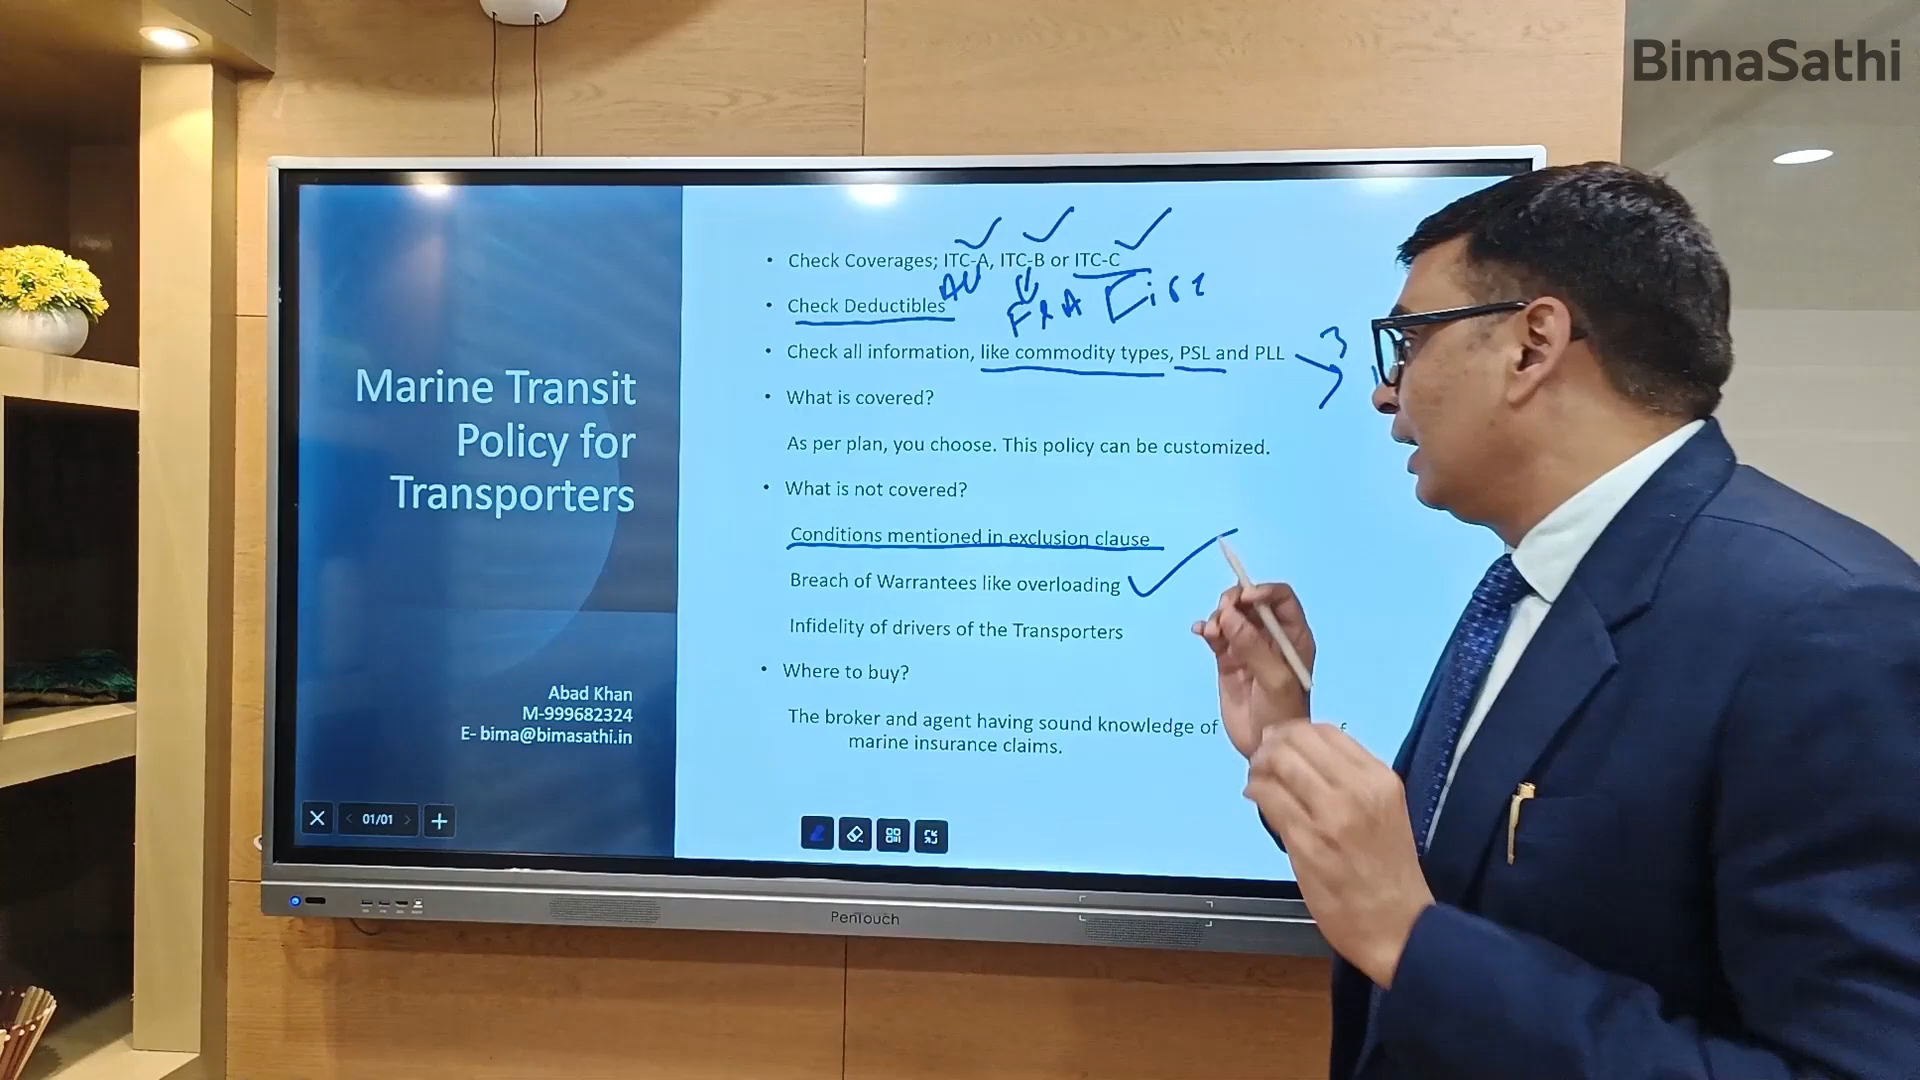 BimaSathi
Marine Transit
Policy for
Transporters
Abad Khan
M-999682324
E- bima@bimasathi.in
01/01
• Check Coverages; ITC-A, ITC-B or ITC-C
F & A Fire
• Check Deductibles
• Check all information, like commodity types, PSL and PLL
3
• What is covered?
As per plan, you choose. This policy can be customized.
• What is not covered?
Conditions mentioned in exclusion clause
Breach of Warrantees like overloading
Infidelity of drivers of the Transporters
• Where to buy?
The broker and agent having sound knowledge of
marine insurance claims.
PenTouch